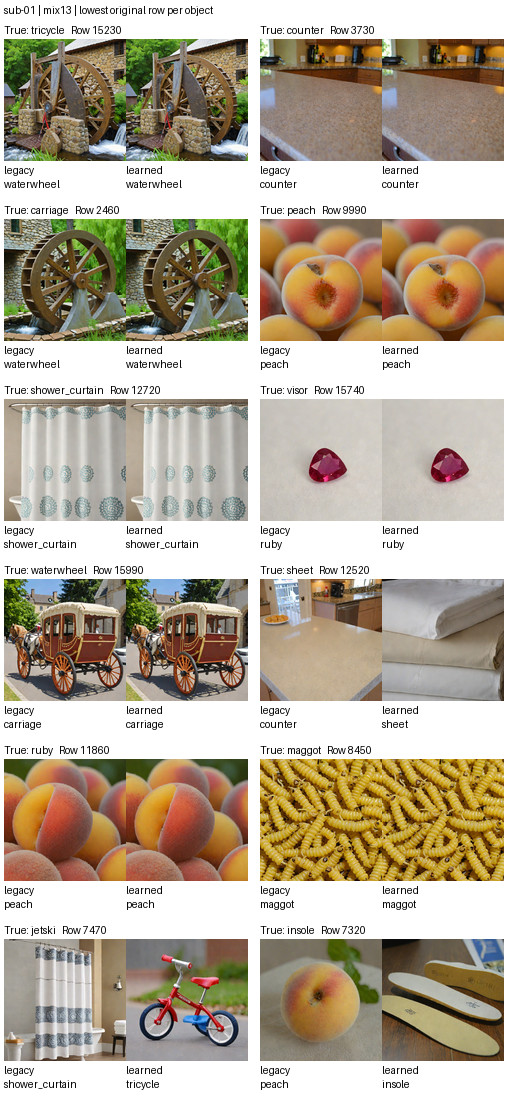 sub-01 | mix13 | lowest original row per object
True: tricycle Row 15230
legacy
waterwheel
learned
waterwheel
True: counter Row 3730
legacy
counter
learned
counter
True: carriage Row 2460
legacy
waterwheel
learned
waterwheel
True: peach Row 9990
legacy
peach
learned
peach
True: shower_curtain Row 12720
legacy
shower_curtain
learned
shower_curtain
True: visor Row 15740
legacy
ruby
learned
ruby
True: waterwheel Row 15990
legacy
carriage
learned
carriage
True: sheet Row 12520
legacy
counter
learned
sheet
True: ruby Row 11860
legacy
peach
learned
peach
True: maggot Row 8450
legacy
maggot
learned
maggot
True: jetski Row 7470
legacy
shower_curtain
learned
tricycle
True: insole Row 7320
legacy
peach
learned
insole